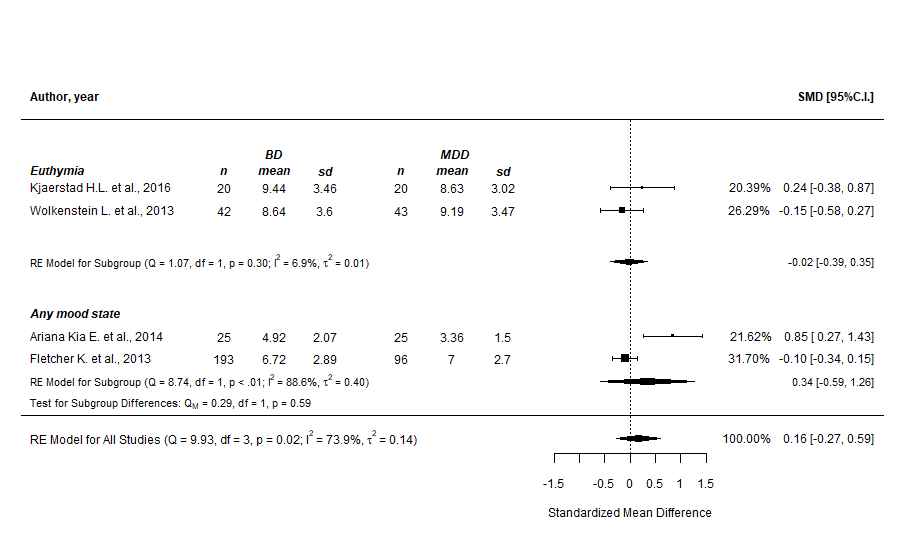 Author, year SMD [95%C.I.]
BD MDD
Euthymia n mean sd n mean sd
Kjaerstad H.L. et al., 2016 20 9.44 3.46 20 8.63 3.02 20.39% 0.24 [-0.38, 0.87]
Wolkenstein L. et al., 2013 42 8.64 3.6 43 9.19 3.47 26.29% -0.15 [-0.58, 0.27]
RE Model for Subgroup (Q = 1.07, df = 1, p = 0.30; I² = 6.9%, τ² = 0.01) -0.02 [-0.39, 0.35]
Any mood state
Ariana Kia E. et al., 2014 25 4.92 2.07 25 3.36 1.5 21.62% 0.85 [ 0.27, 1.43]
Fletcher K. et al., 2013 193 6.72 2.89 96 7 2.7 31.70% -0.10 [-0.34, 0.15]
RE Model for Subgroup (Q = 8.74, df = 1, p < .01; I² = 88.6%, τ² = 0.40) 0.34 [-0.59, 1.26]
Test for Subgroup Differences: Q_M = 0.29, df = 1, p = 0.59
RE Model for All Studies (Q = 9.93, df = 3, p = 0.02; I² = 73.9%, τ² = 0.14) 100.00% 0.16 [-0.27, 0.59]
-1.5 -0.5 0 0.5 1 1.5
Standardized Mean Difference